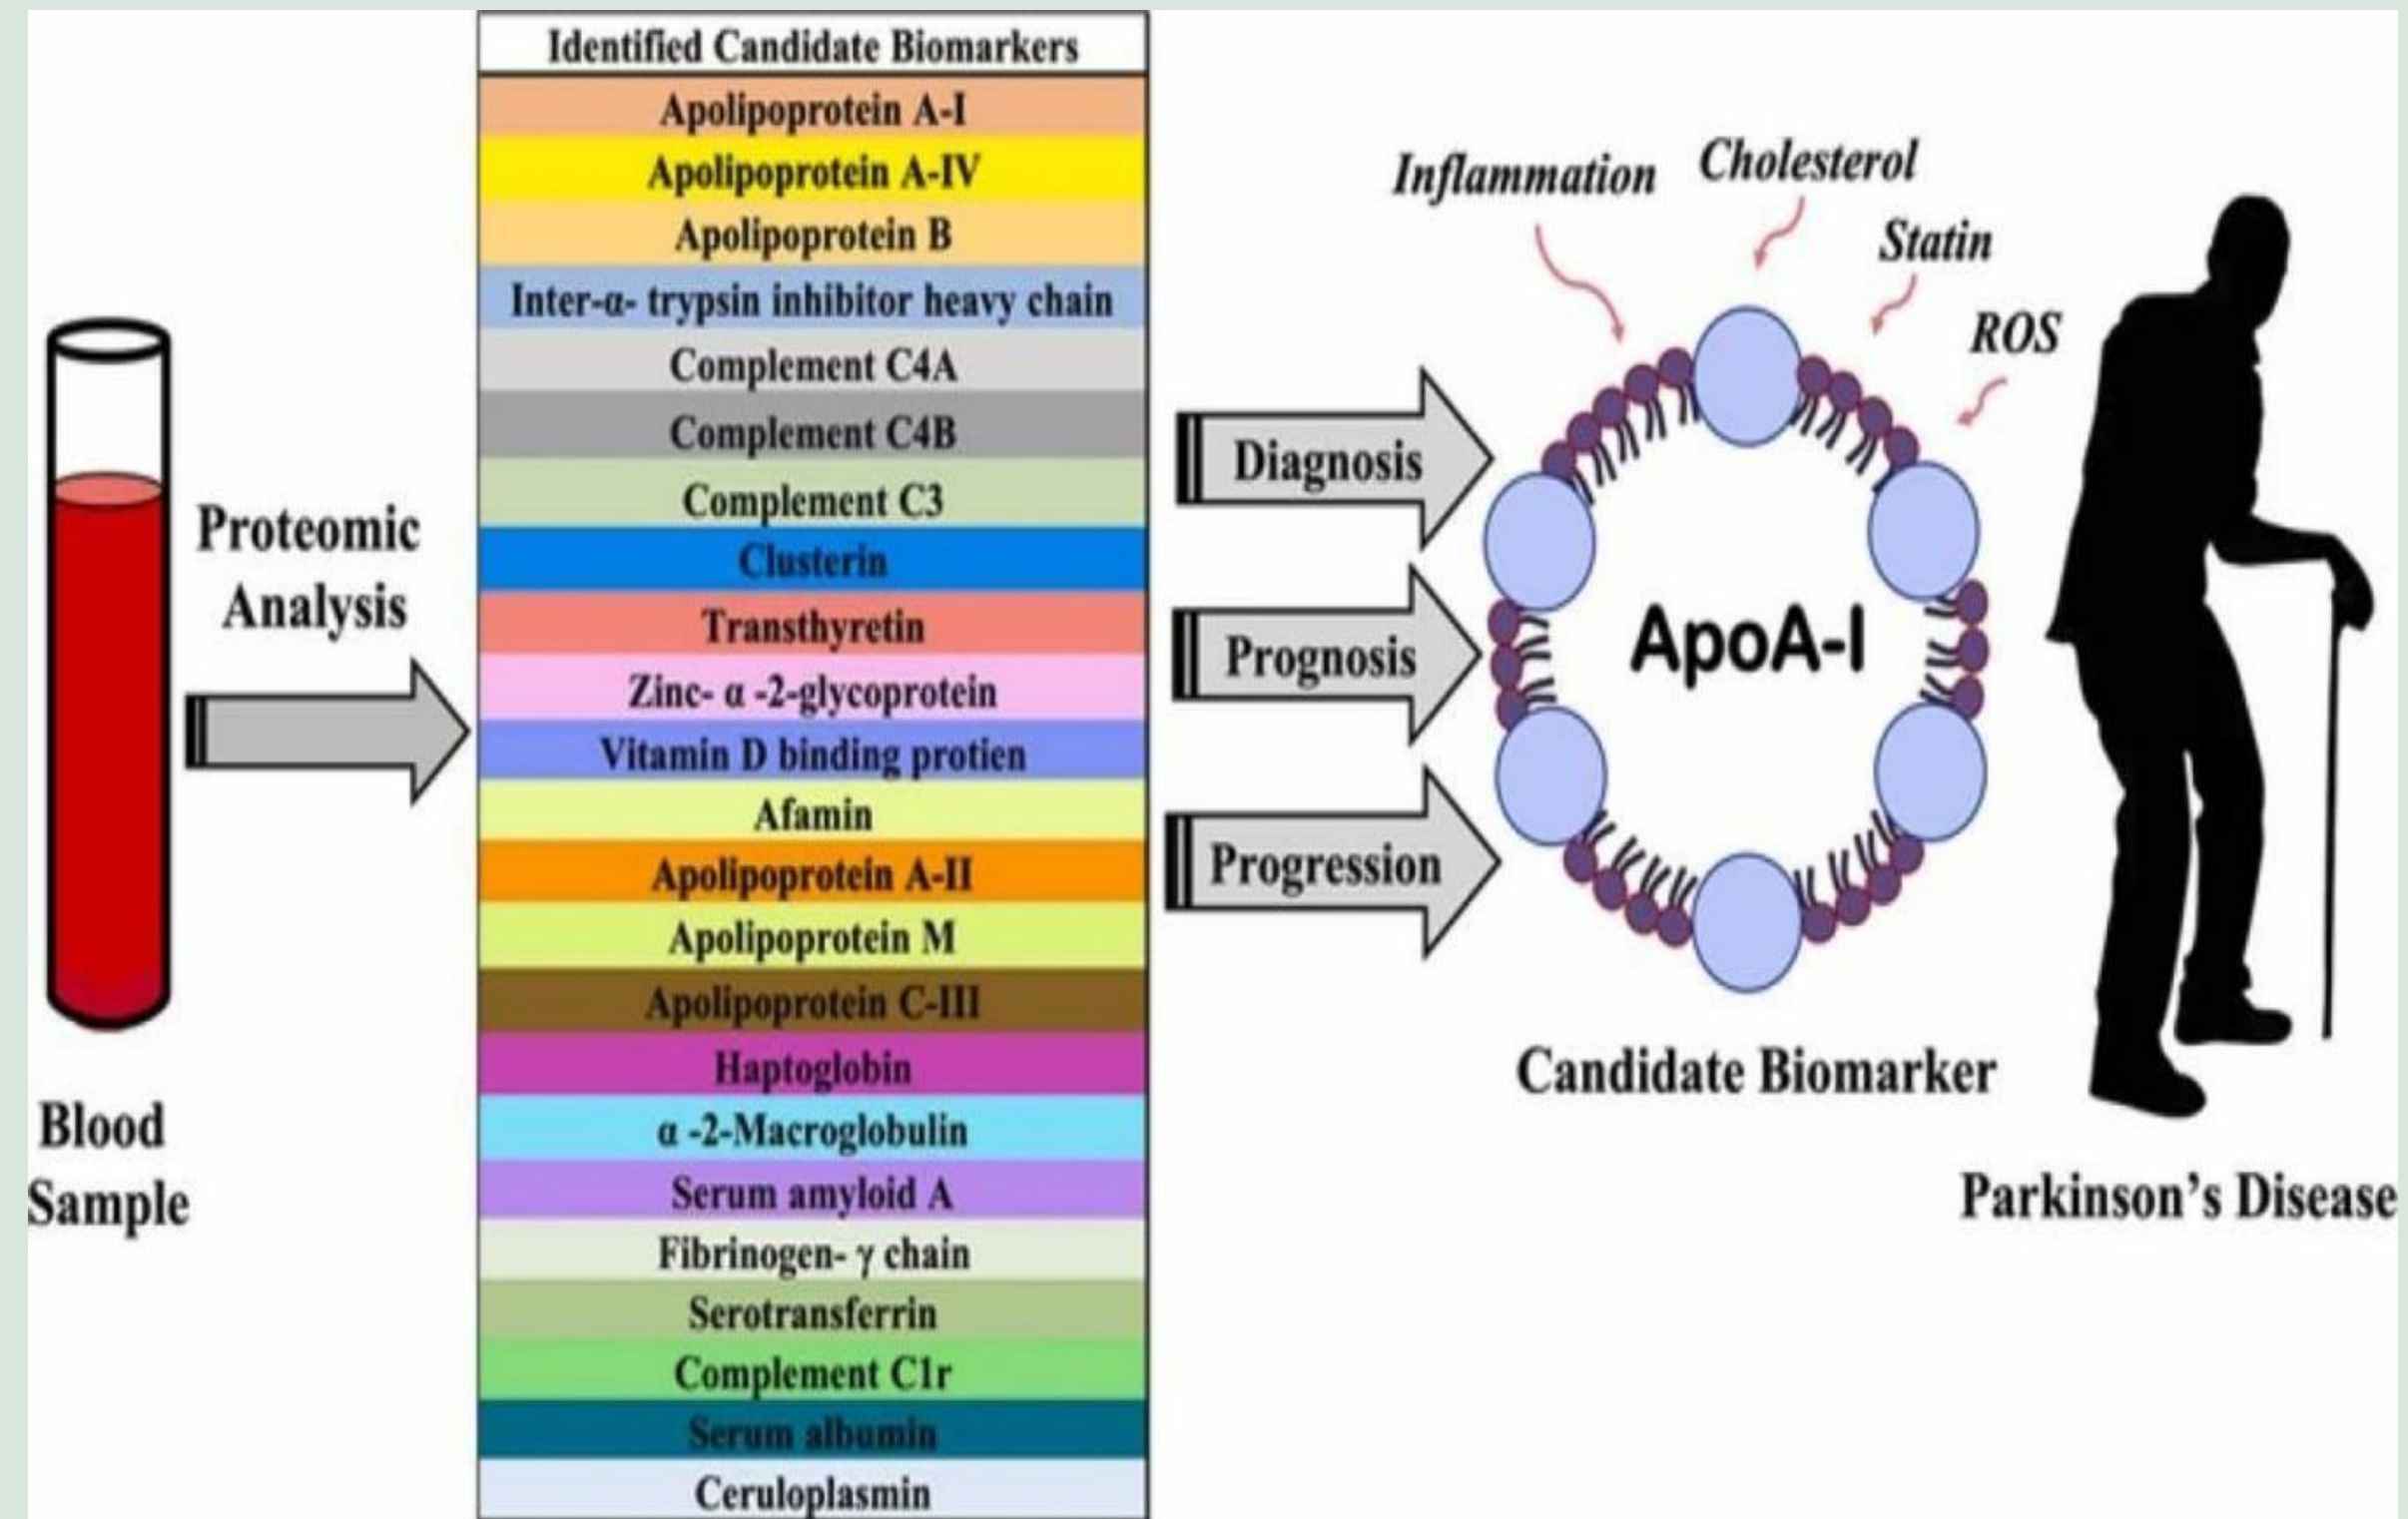 Identified Candidate Biomarkers
Apolipoprotein A-I
Apolipoprotein A-IV
Apolipoprotein B
Inter-α- trypsin inhibitor heavy chain
Complement C4A
Complement C4B
Complement C3
Clusterin
Transthyretin
Zinc- α -2-glycoprotein
Vitamin D binding protien
Afamin
Apolipoprotein A-II
Apolipoprotein M
Apolipoprotein C-III
Haptoglobin
α -2-Macroglobulin
Serum amyloid A
Fibrinogen- γ chain
Serotransferrin
Complement C1r
Serum albumin
Ceruloplasmin
Proteomic
Analysis
Blood
Sample
Diagnosis
Prognosis
Progression
Inflammation
Cholesterol
Statin
ROS
ApoA-I
Candidate Biomarker
Parkinson’s Disease